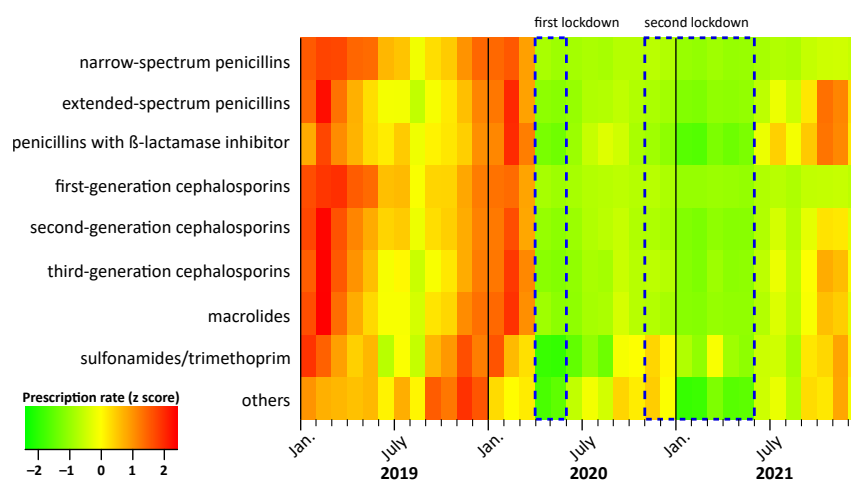 first lockdown
second lockdown
narrow-spectrum penicillins
extended-spectrum penicillins
penicillins with ß-lactamase inhibitor
first-generation cephalosporins
second-generation cephalosporins
third-generation cephalosporins
macrolides
sulfonamides/trimethoprim
others
Prescription rate (z score)
−2 −1 0 1 2
Jan. July Jan. July Jan. July
2019 2020 2021